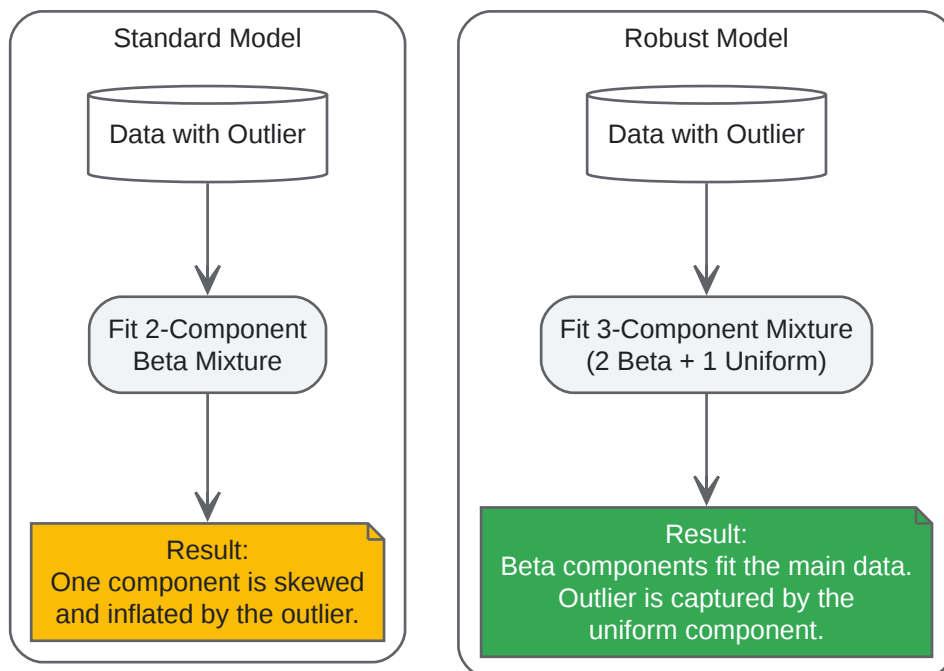 Standard Model
Data with Outlier
Fit 2-Component
Beta Mixture
Result:
One component is skewed
and inflated by the outlier.
Robust Model
Data with Outlier
Fit 3-Component Mixture
(2 Beta + 1 Uniform)
Result:
Beta components fit the main data.
Outlier is captured by the
uniform component.